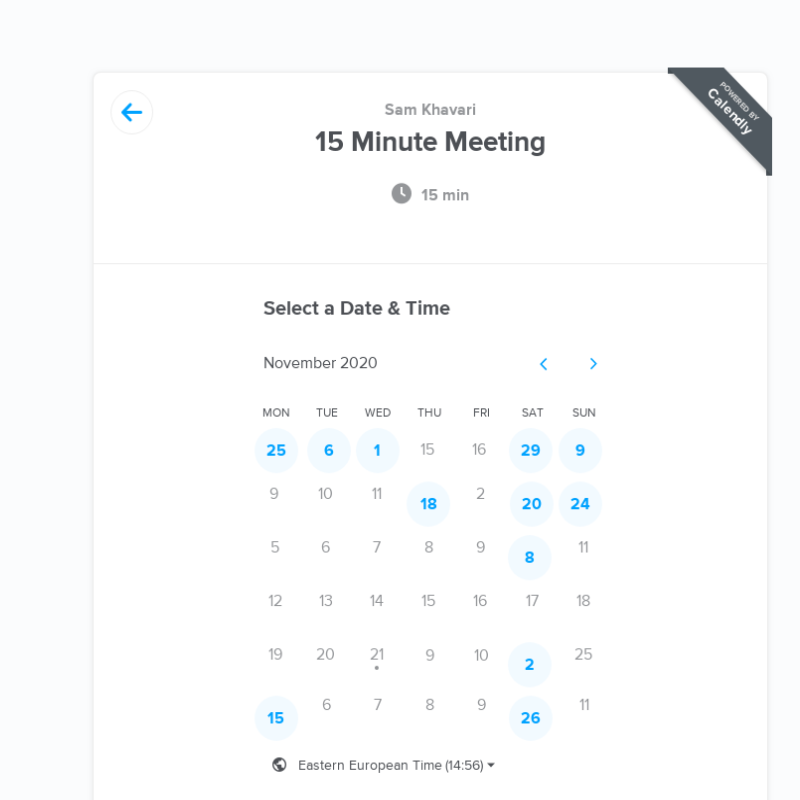 POWERED BY
Calendly
Sam Khavari
15 Minute Meeting
15 min
Select a Date & Time
November 2020
MON TUE WED THU FRI SAT SUN
25 6 1 15 16 29 9
9 10 11 18 2 20 24
5 6 7 8 9 8 11
12 13 14 15 16 17 18
19 20 21 9 10 2 25
15 6 7 8 9 26 11
Eastern European Time (14:56)